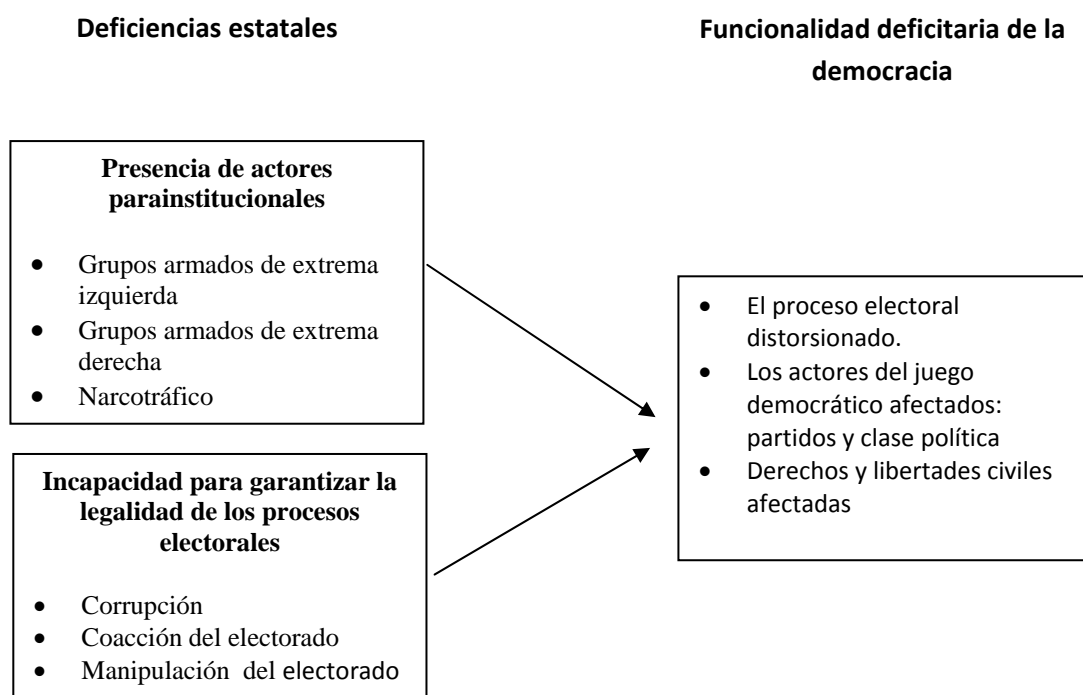 Deficiencias estatales
Funcionalidad deficitaria de la
democracia
Presencia de actores
parainstitucionales
• Grupos armados de extrema
izquierda
• Grupos armados de extrema
derecha
• Narcotráfico
Incapacidad para garantizar la
legalidad de los procesos
electorales
• Corrupción
• Coacción del electorado
• Manipulación del electorado
• El proceso electoral
distorsionado.
• Los actores del juego
democrático afectados:
partidos y clase política
• Derechos y libertades civiles
afectadas